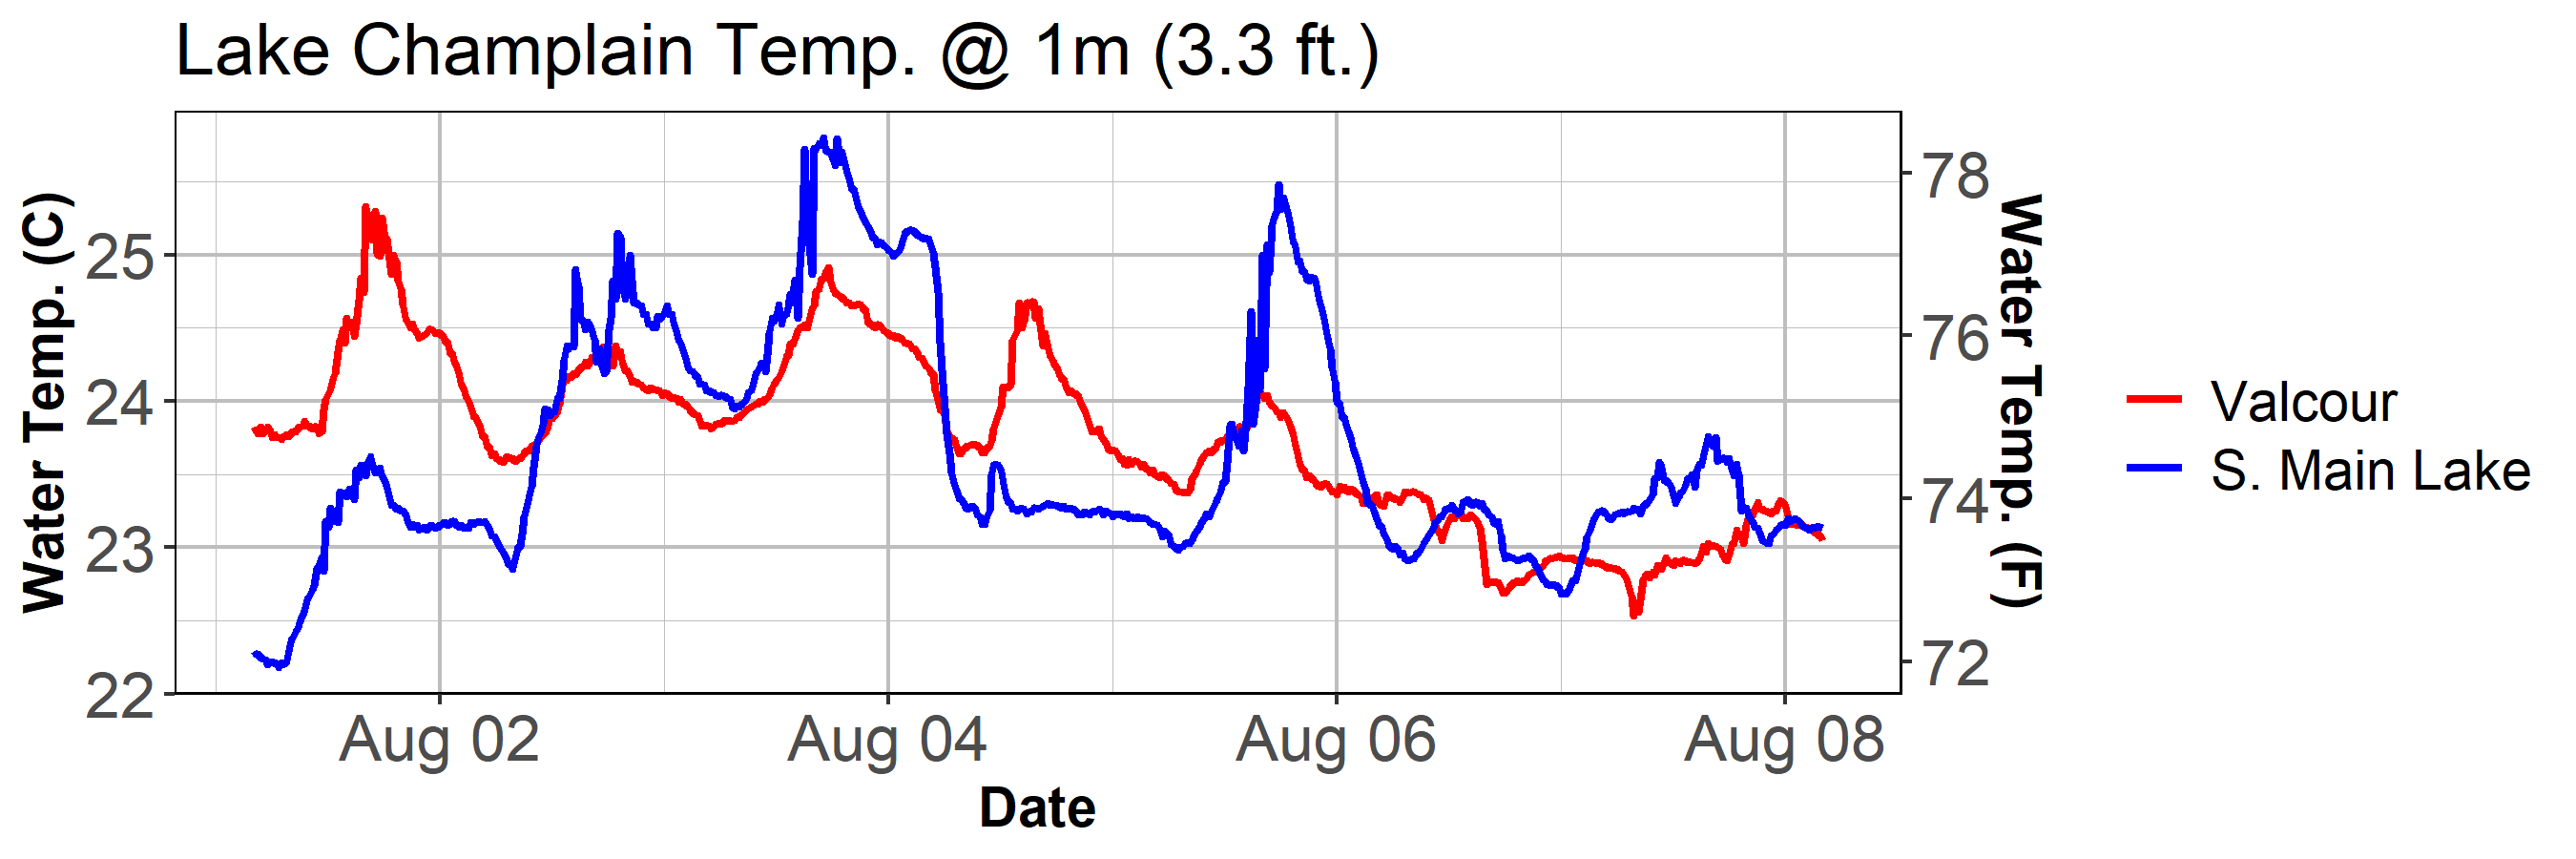 Lake Champlain Temp. @ 1m (3.3 ft.)
Water Temp. (C)
25
24
23
22
78
76
74
72
Water Temp. (F)
Aug 02 Aug 04 Aug 06 Aug 08
Date
Valcour
S. Main Lake